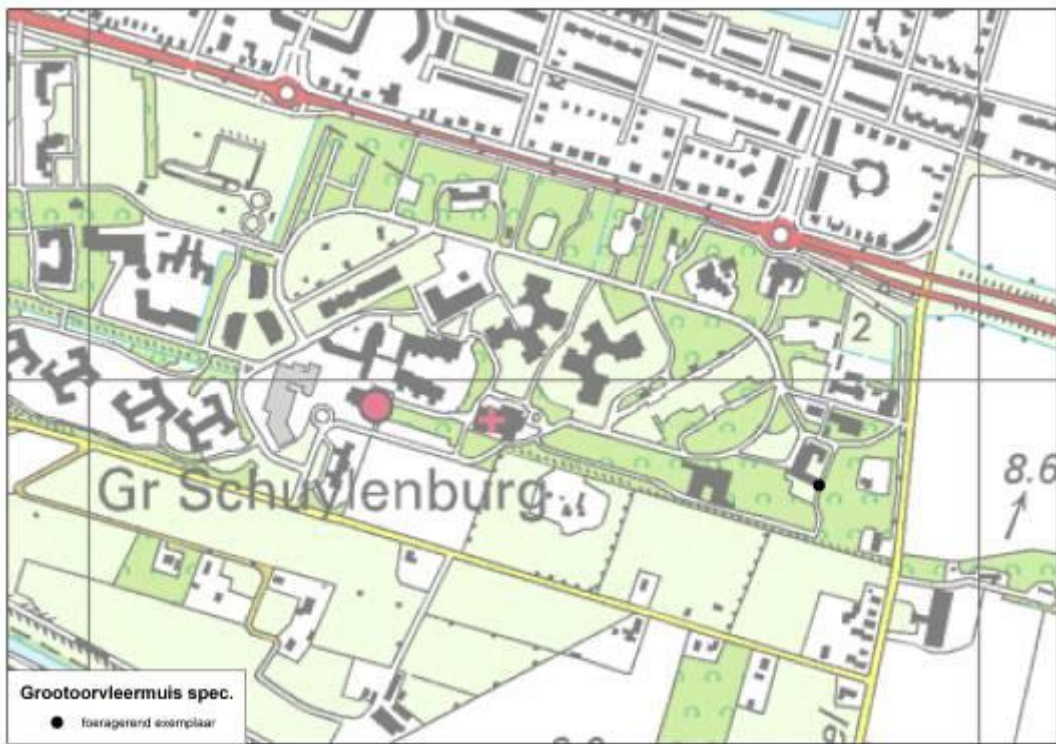 2
8.6
Gr Schuylenburg
Grootoorvleermuis spec.
foeragerend exemplaar